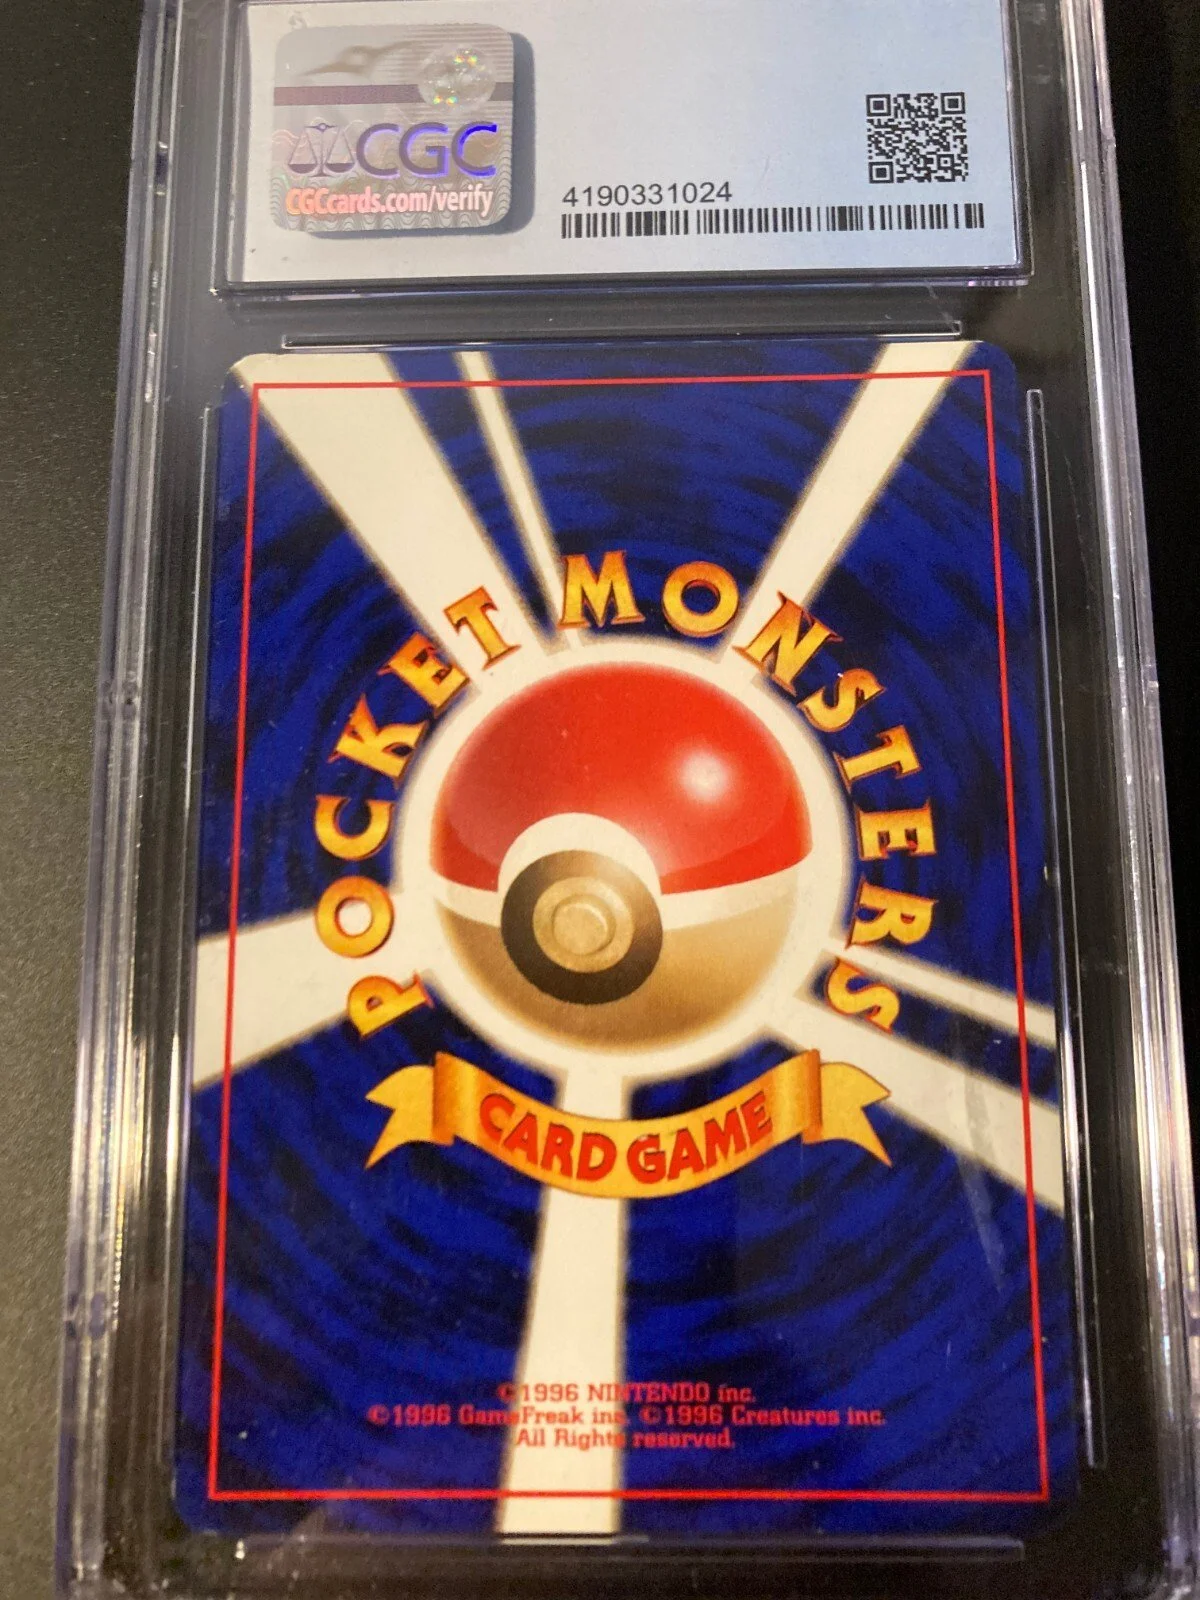 CGC
CGCcards.com/verify
4190331024
POCKET MONSTERS
CARD GAME
©1996 NINTENDO inc.
©1996 GameFreak inc. ©1996 Creatures inc.
All Rights reserved.